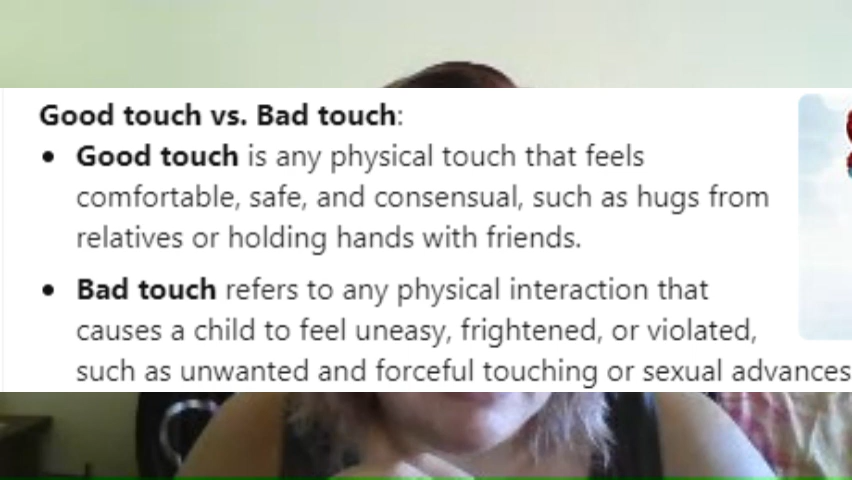 Good touch vs. Bad touch:
• Good touch is any physical touch that feels
comfortable, safe, and consensual, such as hugs from
relatives or holding hands with friends.
• Bad touch refers to any physical interaction that
causes a child to feel uneasy, frightened, or violated,
such as unwanted and forceful touching or sexual advances